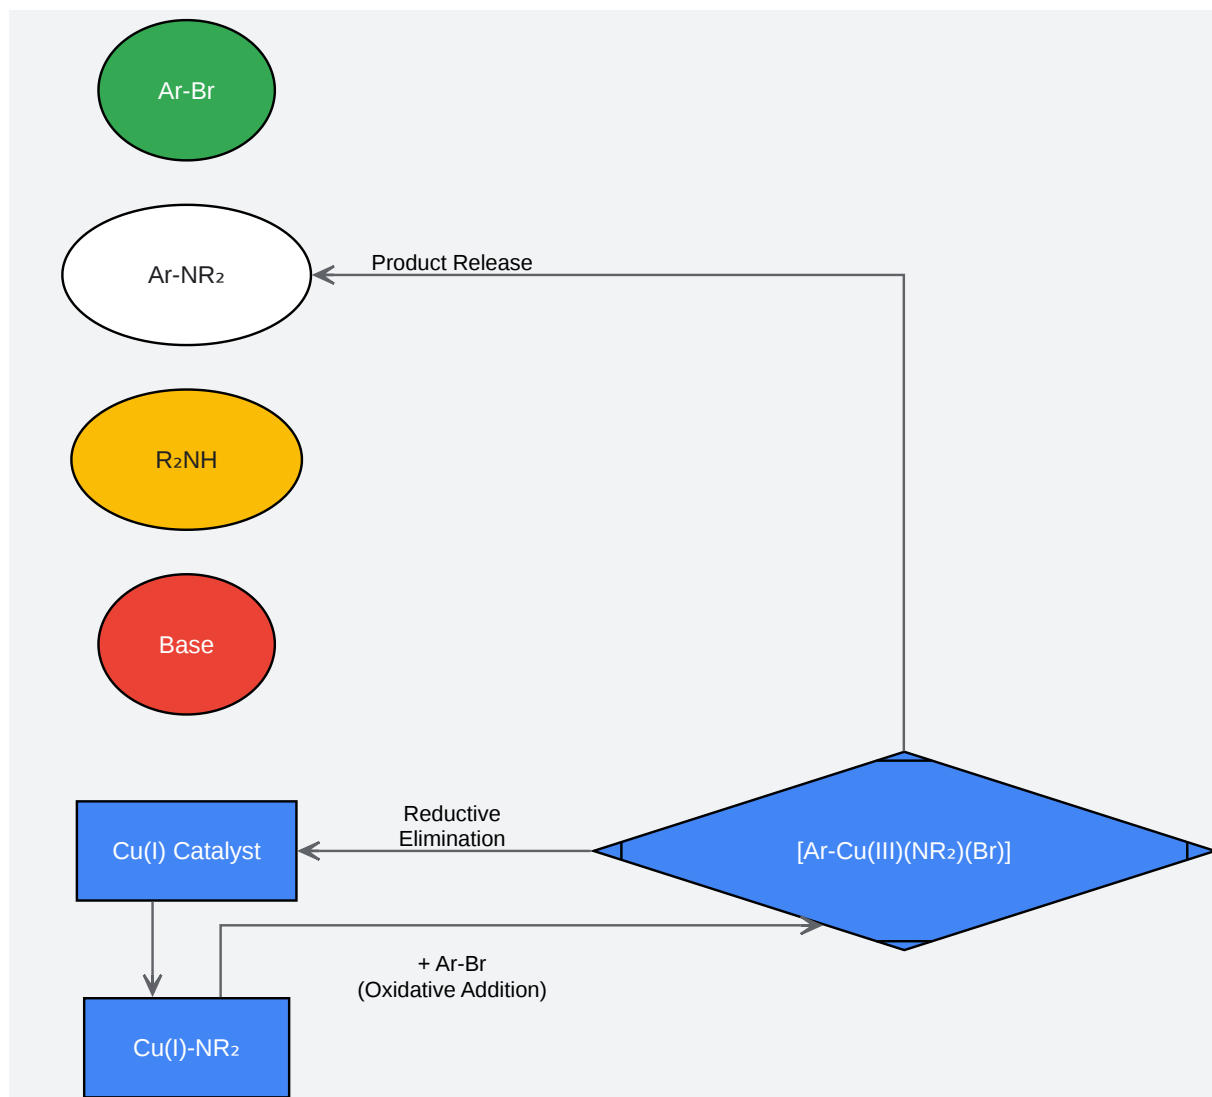 Ar-Br
Product Release
Ar-NR₂
R₂NH
Base
Reductive
Elimination
Cu(I) Catalyst
[Ar-Cu(III)(NR₂)(Br)]
+ Ar-Br
(Oxidative Addition)
Cu(I)-NR₂